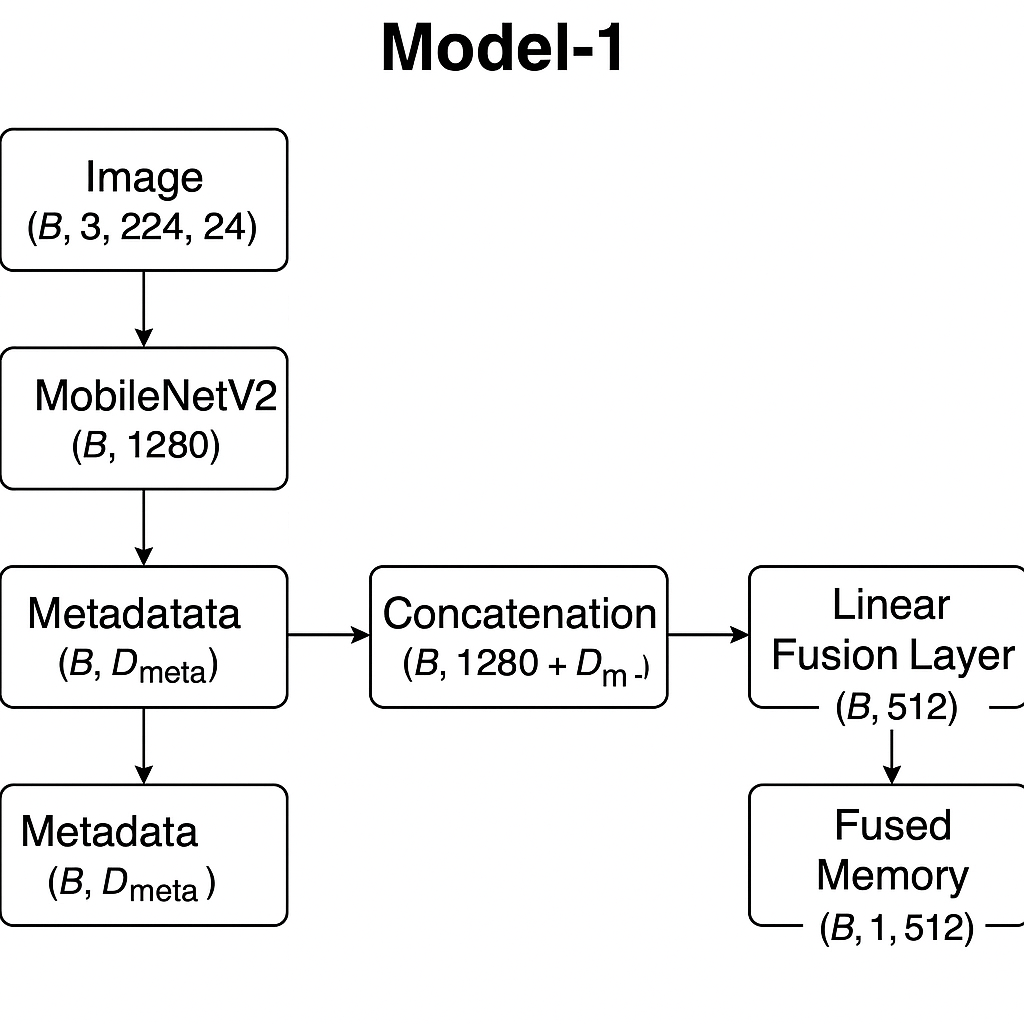 Model-1
Image
(B, 3, 224, 24)
MobileNetV2
(B, 1280)
Metadatata
(B, Dmeta)
Concatenation
(B, 1280 + Dm-)
Linear
Fusion Layer
(B, 512)
Metadata
(B, Dmeta )
Fused
Memory
(B, 1, 512)